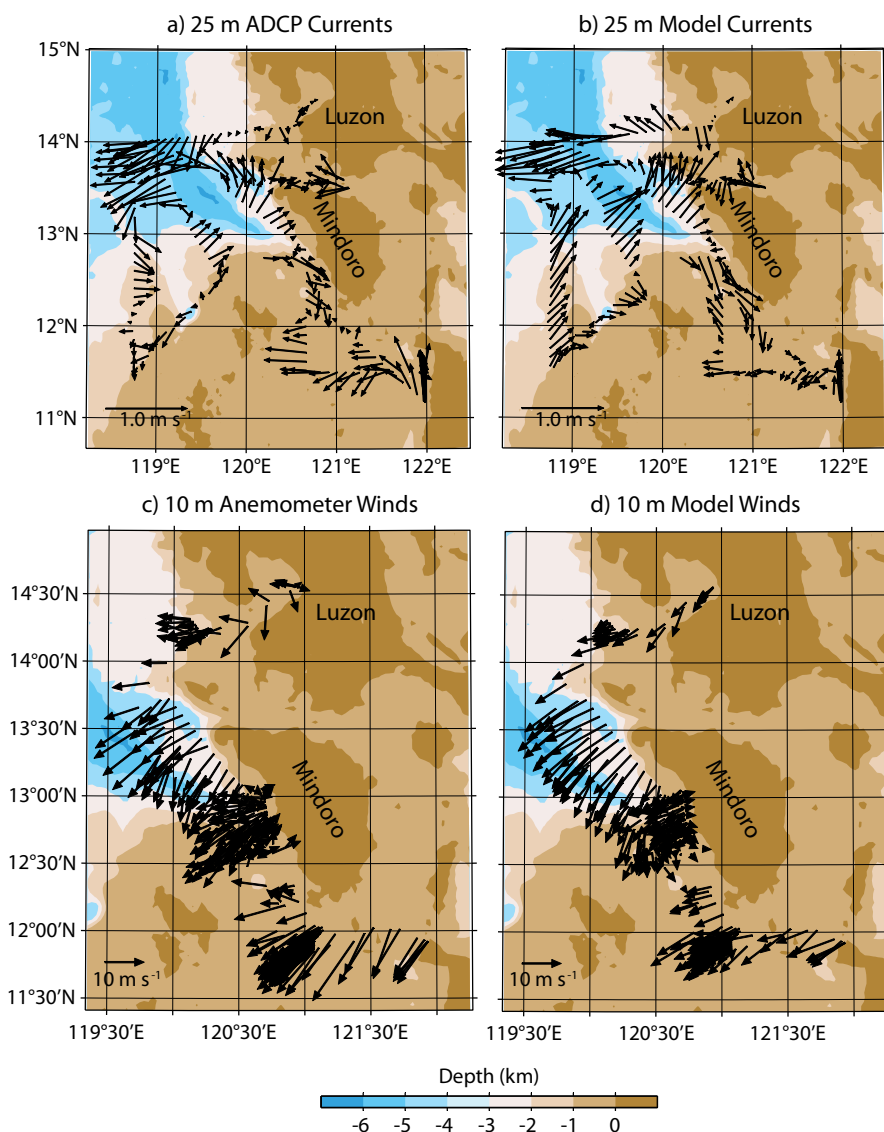 a) 25 m ADCP Currents
b) 25 m Model Currents
15°N
14°N
13°N
12°N
11°N
Luzon
Mindoro
1.0 m s-1
Luzon
Mindoro
1.0 m s-1
119°E 120°E 121°E 122°E
119°E 120°E 121°E 122°E
c) 10 m Anemometer Winds
d) 10 m Model Winds
14°30′N
14°00′N
13°30′N
13°00′N
12°30′N
12°00′N
11°30′N
Luzon
Mindoro
10 m s-1
Luzon
Mindoro
10 m s-1
119°30′E 120°30′E 121°30′E
119°30′E 120°30′E 121°30′E
Depth (km)
-6 -5 -4 -3 -2 -1 0